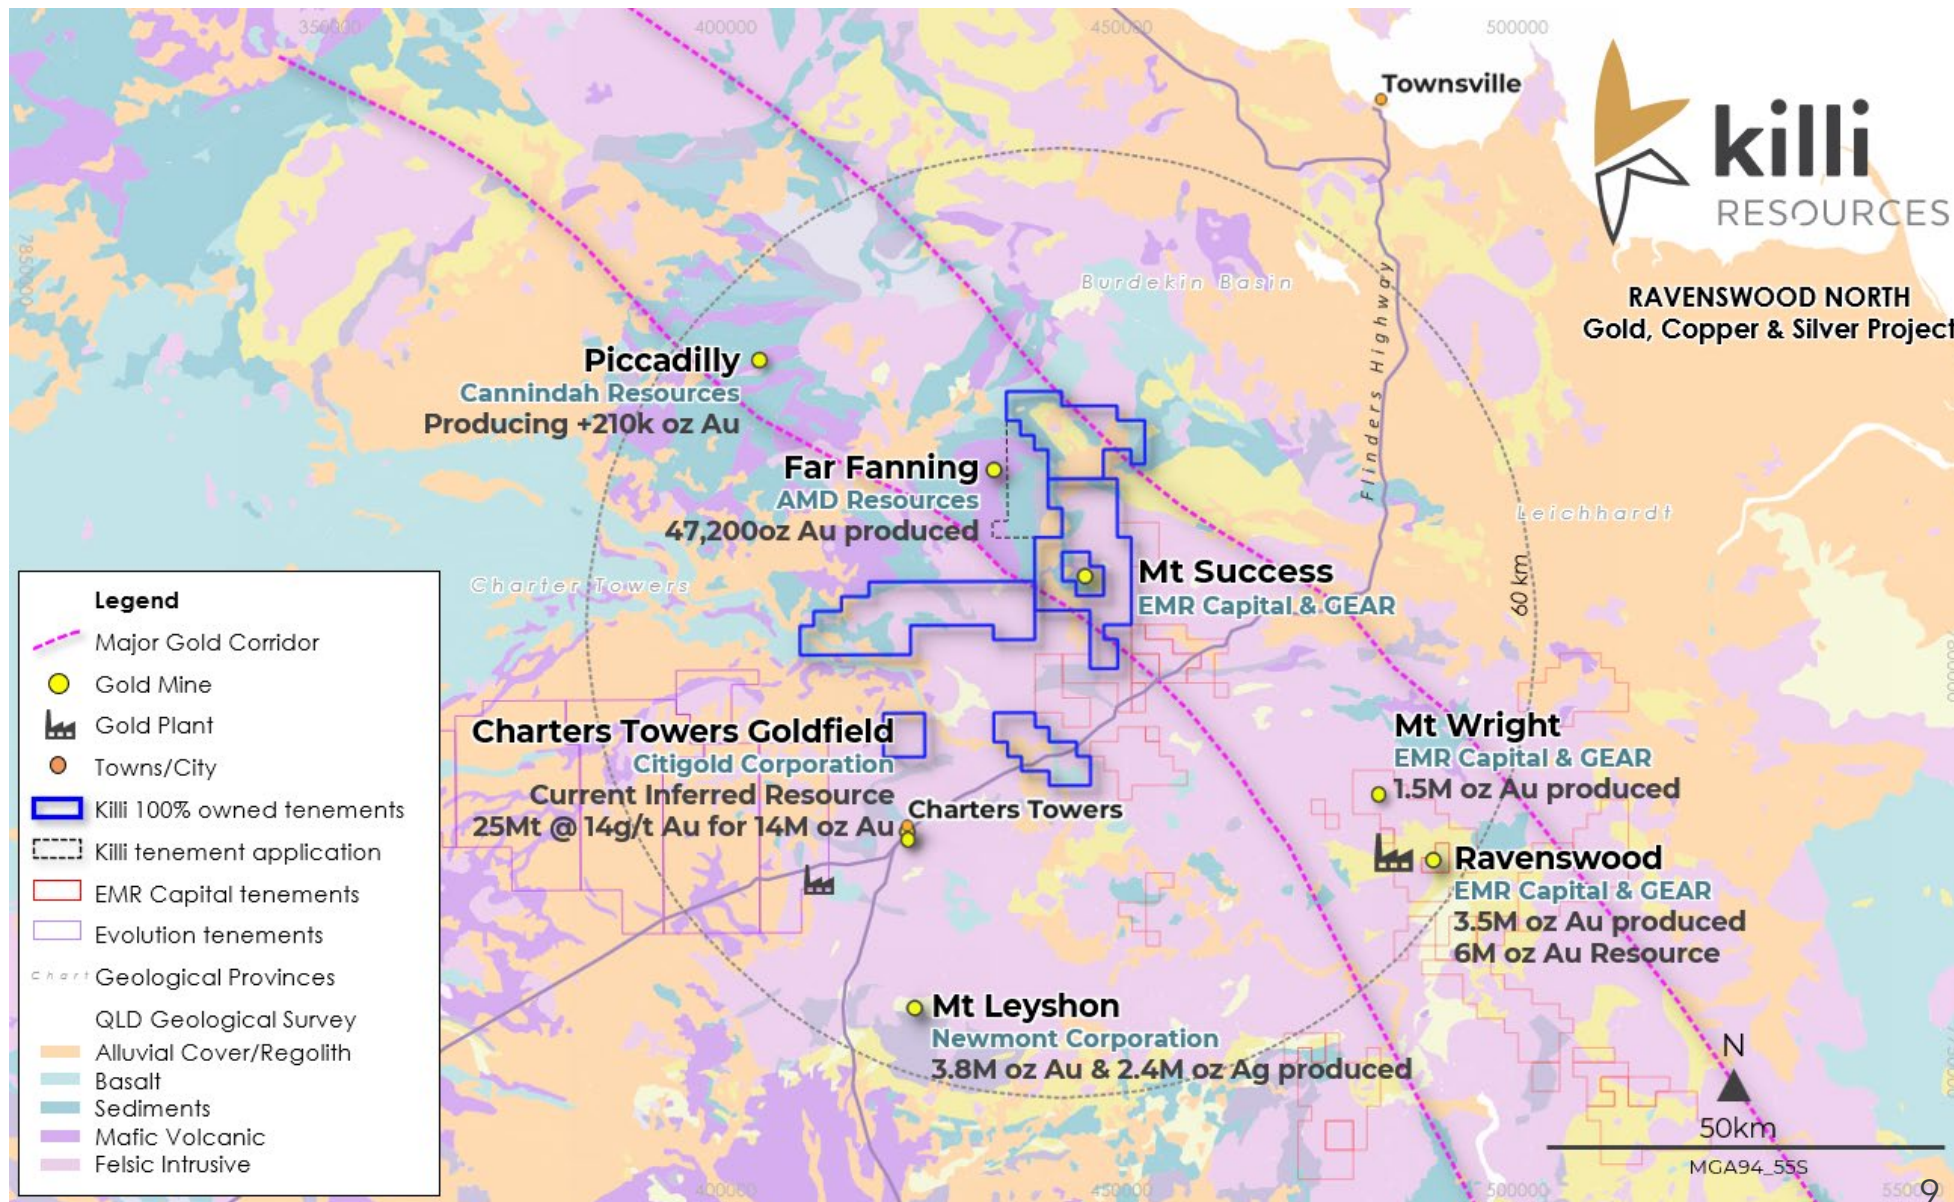 350000
400000
450000
500000
Townsville
killi
RESOURCES
7850000
RAVENSWOOD NORTH
Gold, Copper & Silver Project
Burdekin Basin
Flinders Highway
Piccadilly
Cannindah Resources
Producing +210k oz Au
Far Fanning
AMD Resources
47,200oz Au produced
Leichhardt
60 km
Mt Success
EMR Capital & GEAR
Charter Towers
Legend
Major Gold Corridor
Gold Mine
Gold Plant
Towns/City
Killi 100% owned tenements
Killi tenement application
EMR Capital tenements
Evolution tenements
Chart Geological Provinces
QLD Geological Survey
Alluvial Cover/Regolith
Basalt
Sediments
Mafic Volcanic
Felsic Intrusive
Charters Towers Goldfield
Citigold Corporation
Current Inferred Resource
25Mt @ 14g/t Au for 14M oz Au
Charters Towers
Mt Wright
EMR Capital & GEAR
1.5M oz Au produced
Ravenswood
EMR Capital & GEAR
3.5M oz Au produced
6M oz Au Resource
Mt Leyshon
Newmont Corporation
3.8M oz Au & 2.4M oz Ag produced
N
50km
MGA94_55S
400000
450000
500000
9